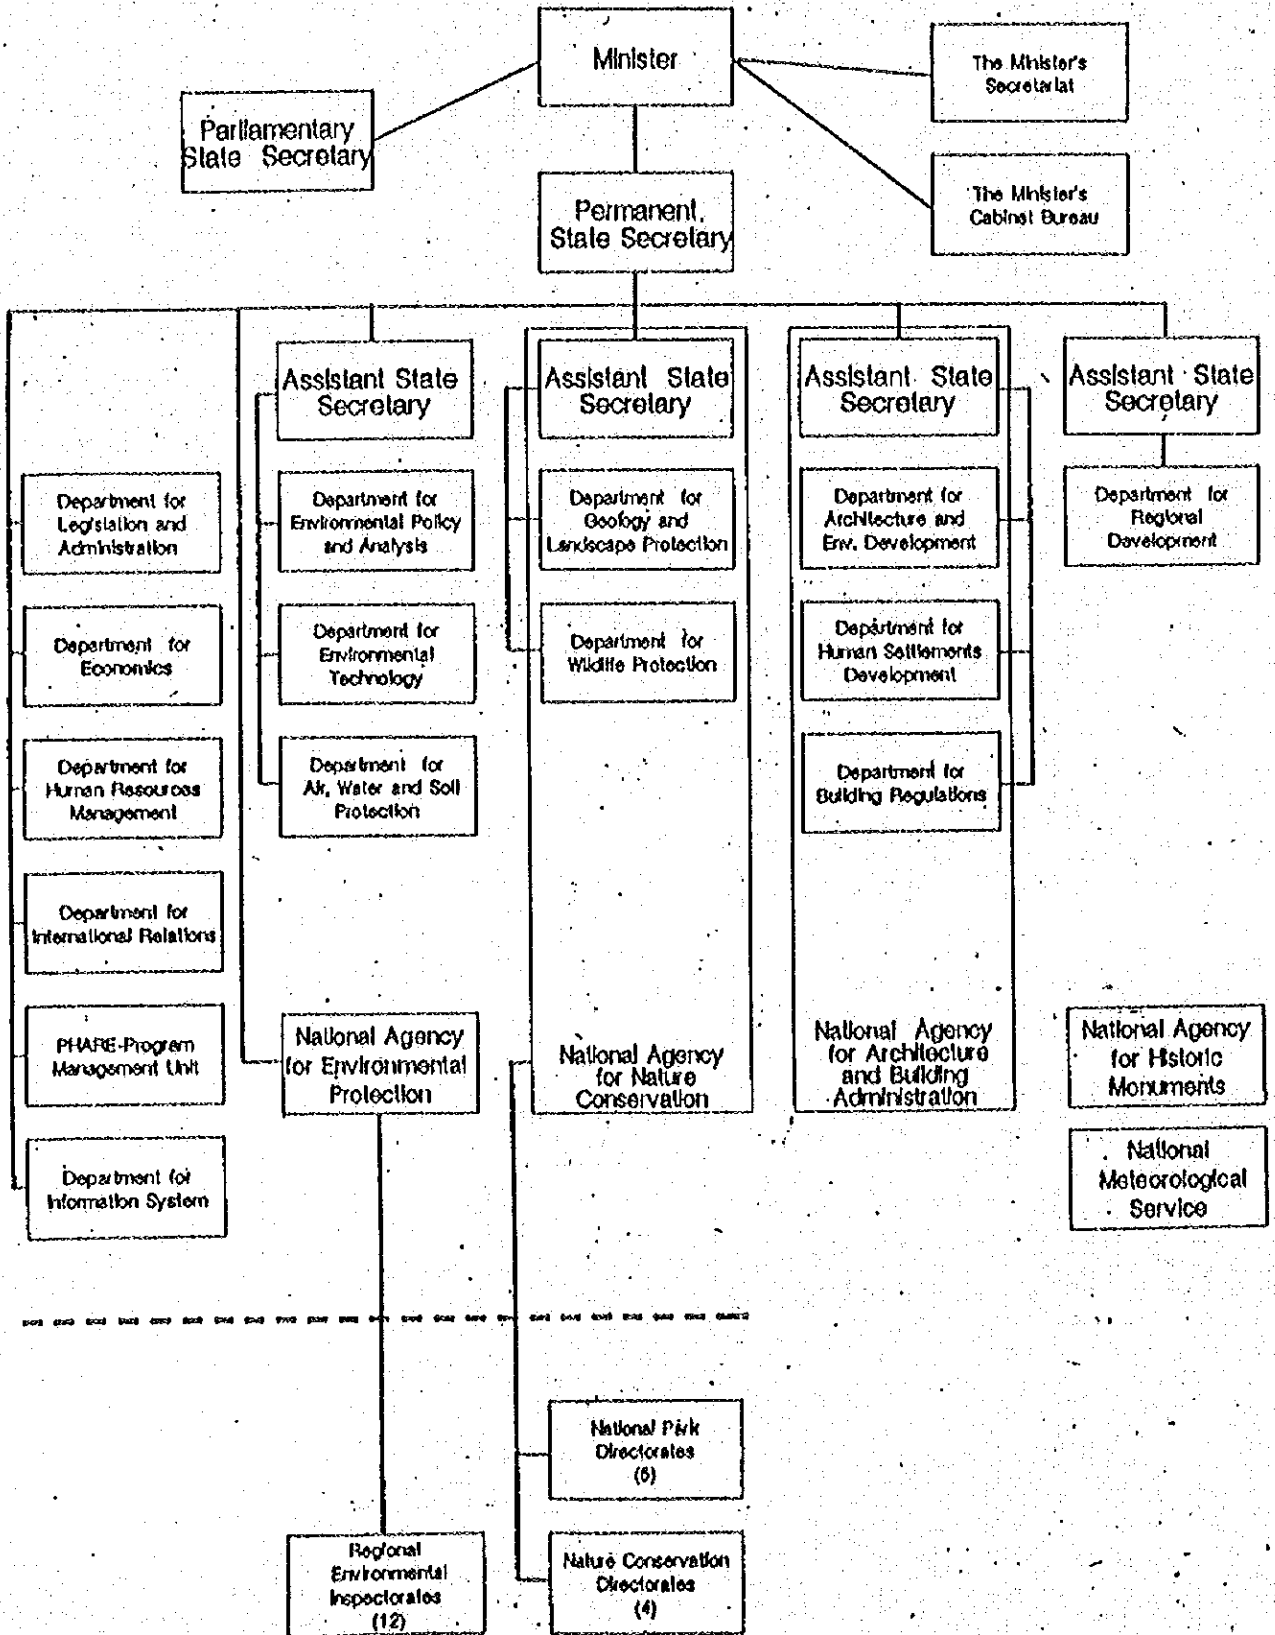 Minister
The Minister's
Secretariat
Parliamentary
State Secretary
The Minister's
Cabinet Bureau
Permanent
State Secretary
Assistant State
Secretary
Assistant State
Secretary
Assistant State
Secretary
Assistant State
Secretary
Department for
Legislation and
Administration
Department for
Economics
Department for
Human Resources
Management
Department for
International Relations
PHARE-Program
Management Unit
Department for
Information System
Department for
Environmental Policy
and Analysis
Department for
Environmental
Technology
Department for
Air, Water and Soil
Protection
National Agency
for Environmental
Protection
Department for
Geology and
Landscape Protection
Department for
Wildlife Protection
National Agency
for Nature
Conservation
Department for
Architecture and
Env. Development
Department for
Human Settlements
Development
Department for
Building Regulations
National Agency
for Architecture
and Building
Administration
Department for
Regional
Development
National Agency
for Historic
Monuments
National
Meteorological
Service
National Park
Directorates
Regional
Environmental
Inspectorates
(12)
Nature Conservation
Directorates
(4)